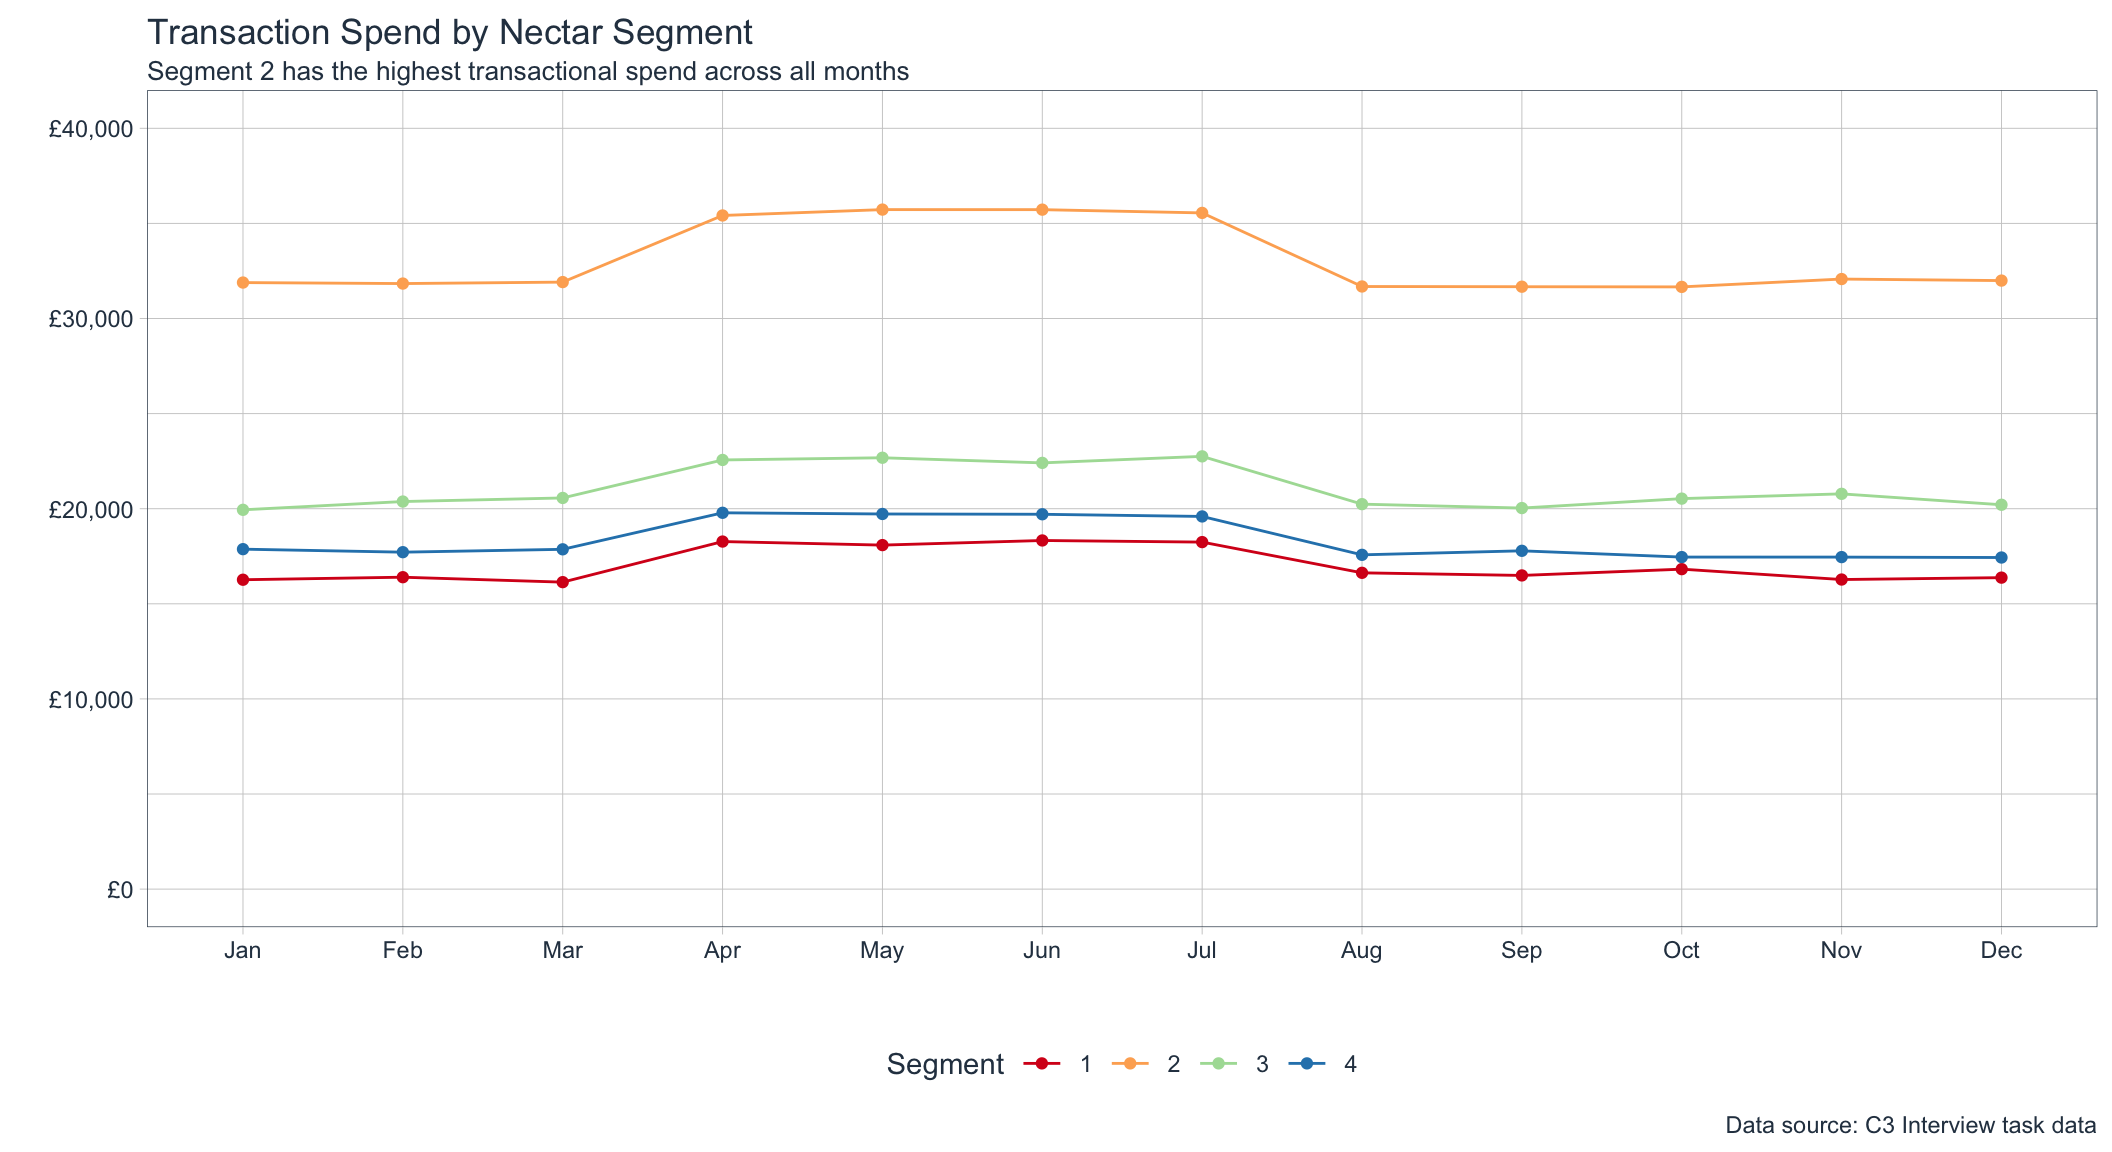 Transaction Spend by Nectar Segment
Segment 2 has the highest transactional spend across all months
£40,000
£30,000
£20,000
£10,000
£0
Jan Feb Mar Apr May Jun Jul Aug Sep Oct Nov Dec
Segment 1 2 3 4
Data source: C3 Interview task data